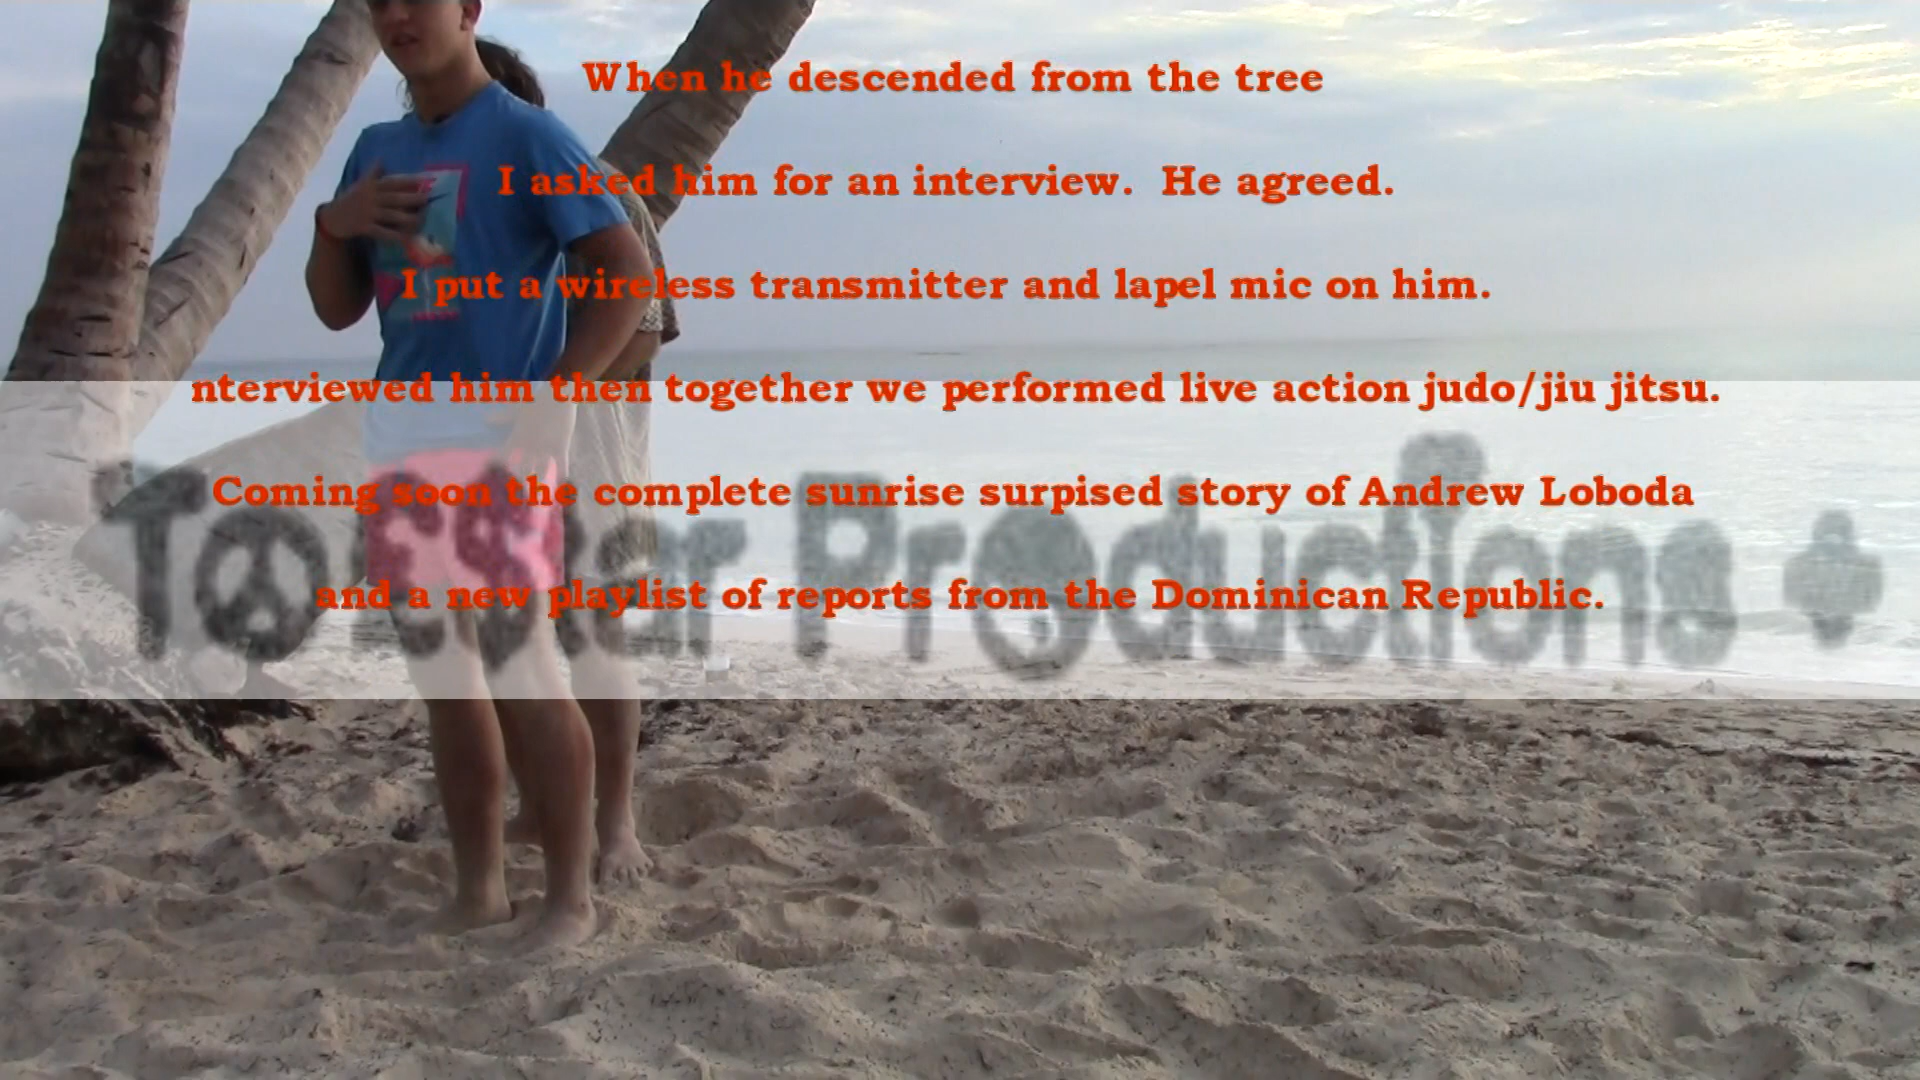 When he descended from the tree
I asked him for an interview. He agreed.
I put a wireless transmitter and lapel mic on him.
nterviewed him then together we performed live action judo/jiu jitsu.
Coming soon the complete sunrise surpised story of Andrew Loboda
and a new playlist of reports from the Dominican Republic.
Productions